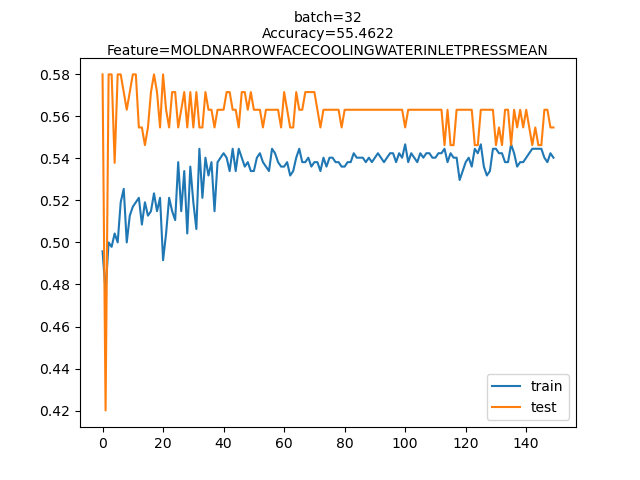 batch=32
Accuracy=55.4622
Feature=MOLDNARROWFACECOOLINGWATERINLETPRESSMEAN
0.58
0.56
0.54
0.52
0.50
0.48
0.46
0.44
0.42
train
test
0 20 40 60 80 100 120 140